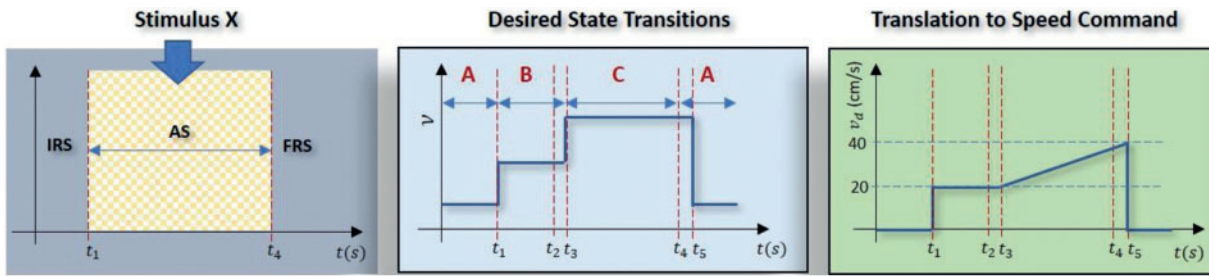 Stimulus X
IRS
AS
FRS
t₁
t₄
t(s)
Desired State Transitions
A
B
C
A
v
t₁
t₂
t₃
t₄
t₅
t(s)
Translation to Speed Command
v_d (cm/s)
40
20
t₁
t₂
t₃
t₄
t₅
t(s)